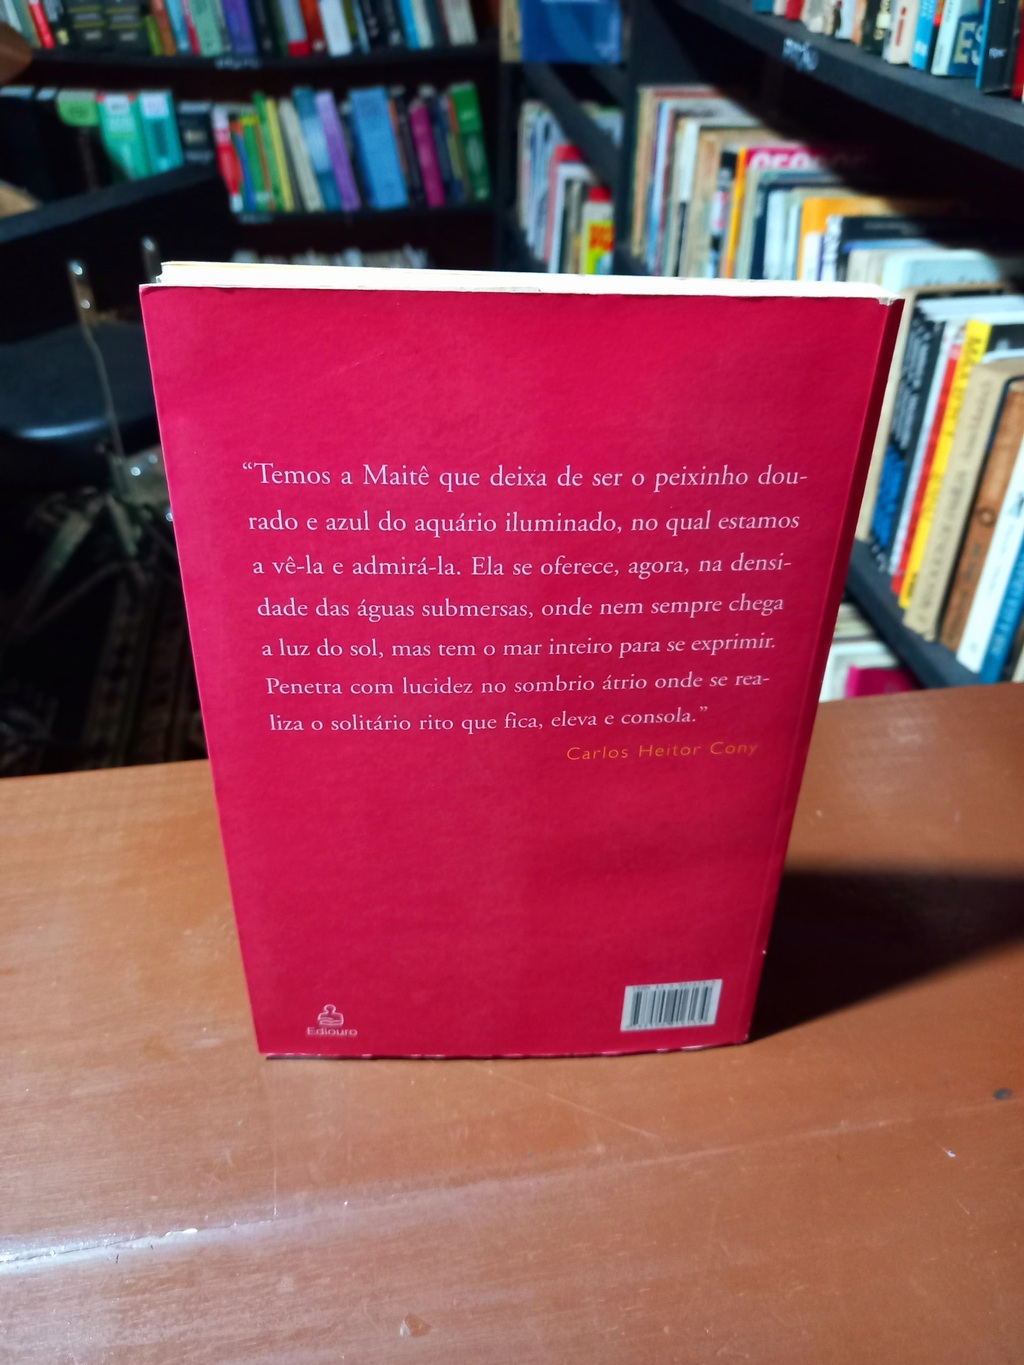 “Temos a Maitê que deixa de ser o peixinho dou-
rado e azul do aquário iluminado, no qual estamos
a vê-la e admirá-la. Ela se oferece, agora, na densi-
dade das águas submersas, onde nem sempre chega
a luz do sol, mas tem o mar inteiro para se exprimir.
Penetra com lucidez no sombrio átrio onde se rea-
liza o solitário rito que fica, eleva e consola.”
Carlos Heitor Cony
Ediouro